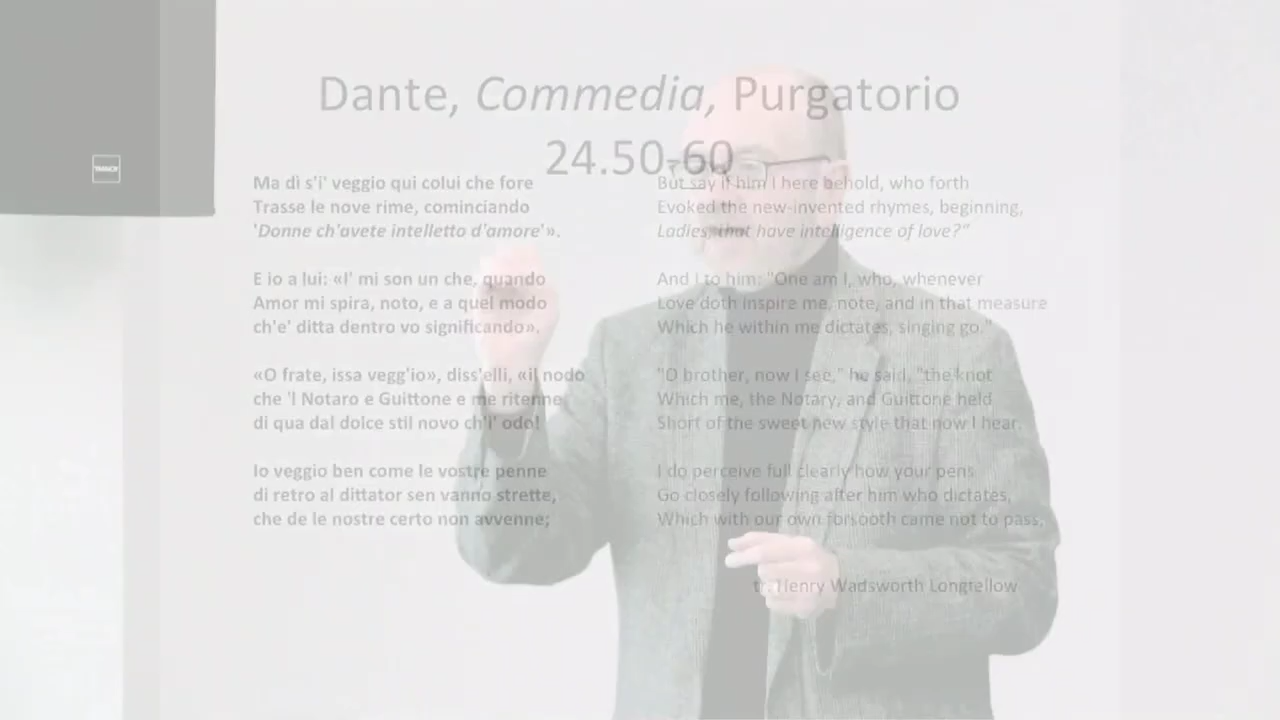 Dante, Commedia, Purgatorio
24.50-60
Ma dì s'i' veggio qui colui che fore
Trasse le nove rime, cominciando
'Donne ch'avete intelletto d'amore'».
E io a lui: «I' mi son un che, quando
Amor mi spira, noto, e a quel modo
ch'e' ditta dentro vo significando».
«O frate, issa vegg'io», diss'elli, «il nodo
che 'l Notaro e Guittone e me ritenne
di qua dal dolce stil novo ch'i' odo!
Io veggio ben come le vostre penne
di retro al dittator sen vanno strette,
che de le nostre certo non avvenne;
But say if him I here behold, who forth
Evoked the new-invented rhymes, beginning,
Ladies, that have intelligence of love?"
And I to him: "One am I, who, whenever
Love doth inspire me, note, and in that measure
Which he within me dictates, singing go."
"O brother, now I see," he said, "the knot
Which me, the Notary, and Guittone held
Short of the sweet new style that now I hear.
I do perceive full clearly how your pens
Go closely following after him who dictates,
Which with our own forsooth came not to pass;
tr. Henry Wadsworth Longfellow